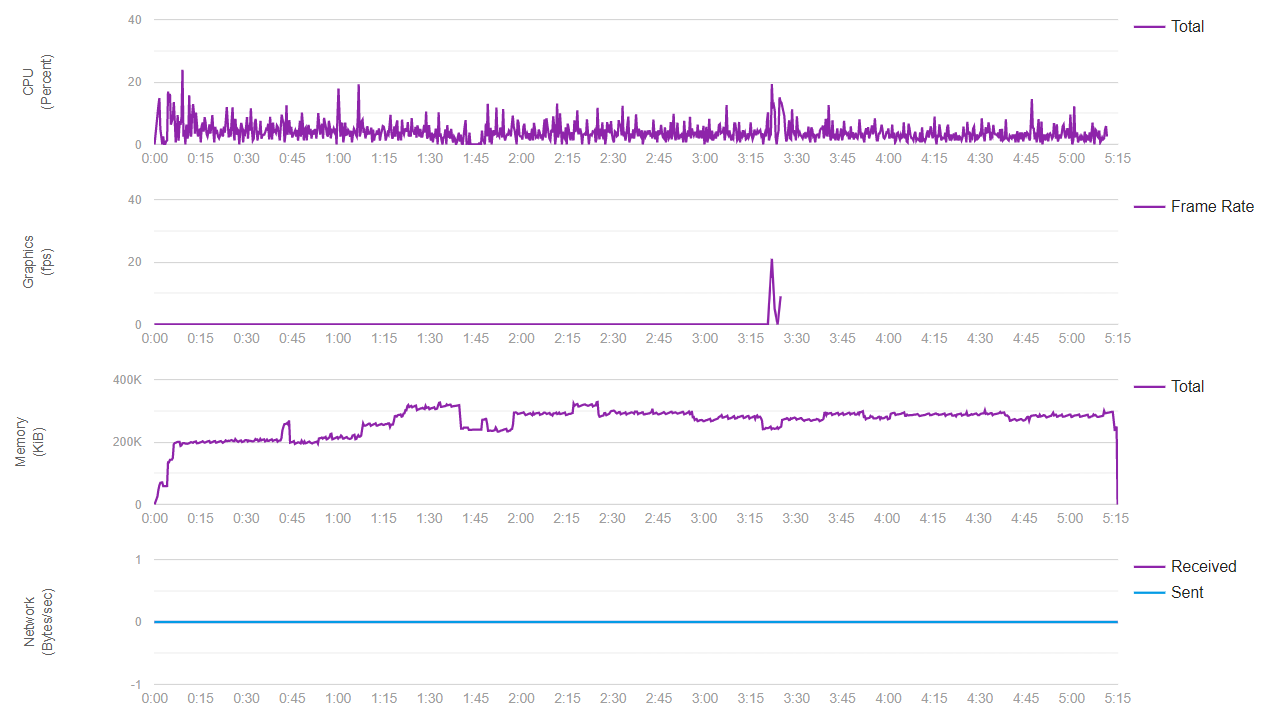 CPU
(Percent)
40
20
0
0:00 0:15 0:30 0:45 1:00 1:15 1:30 1:45 2:00 2:15 2:30 2:45 3:00 3:15 3:30 3:45 4:00 4:15 4:30 4:45 5:00 5:15
Total
Graphics
(fps)
40
20
0
0:00 0:15 0:30 0:45 1:00 1:15 1:30 1:45 2:00 2:15 2:30 2:45 3:00 3:15 3:30 3:45 4:00 4:15 4:30 4:45 5:00 5:15
Frame Rate
Memory
(KiB)
400K
200K
0
0:00 0:15 0:30 0:45 1:00 1:15 1:30 1:45 2:00 2:15 2:30 2:45 3:00 3:15 3:30 3:45 4:00 4:15 4:30 4:45 5:00 5:15
Total
Network
(Bytes/sec)
1
0
-1
0:00 0:15 0:30 0:45 1:00 1:15 1:30 1:45 2:00 2:15 2:30 2:45 3:00 3:15 3:30 3:45 4:00 4:15 4:30 4:45 5:00 5:15
Received
Sent